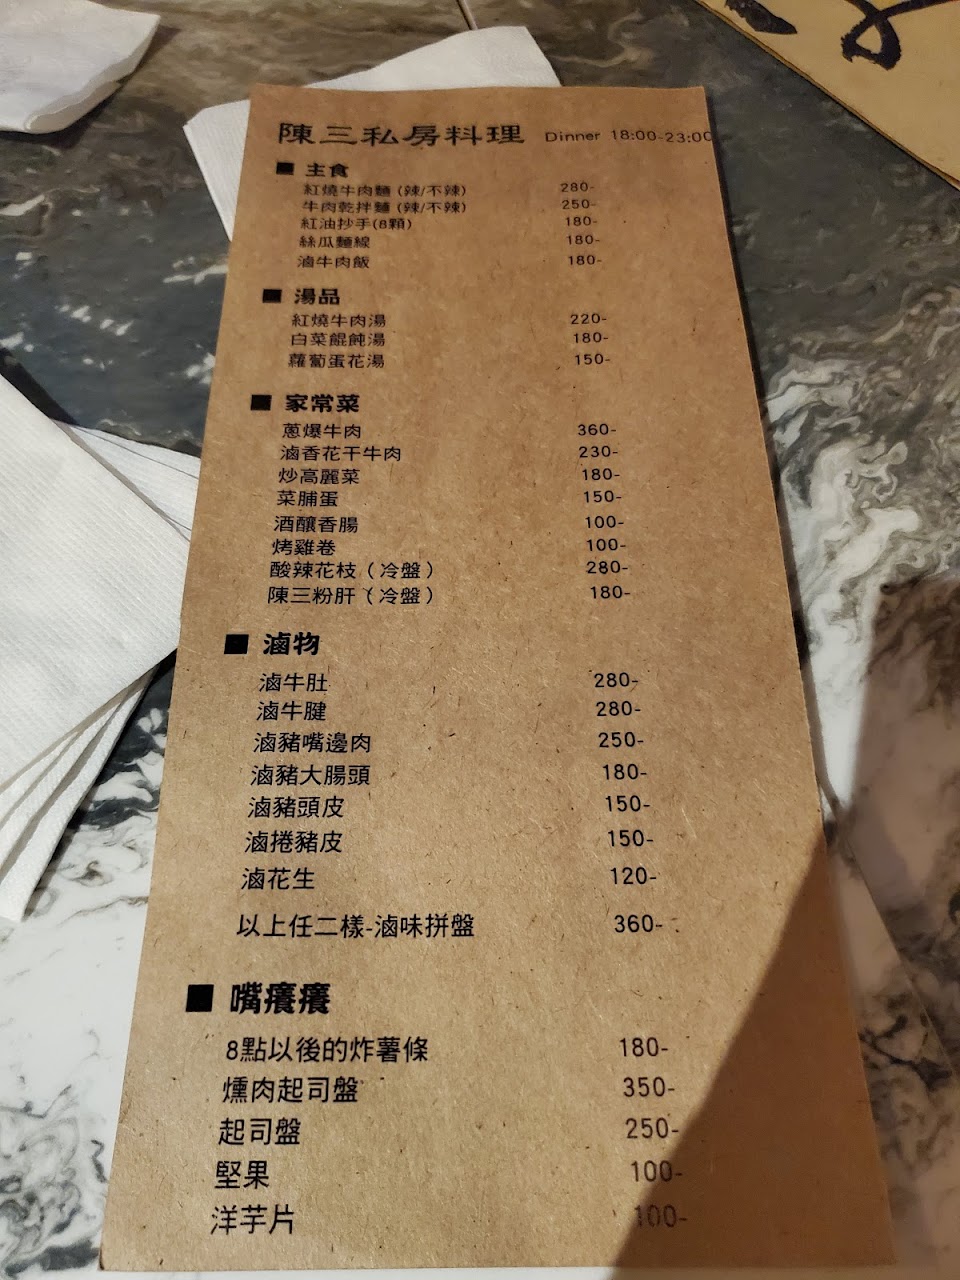 陳三私房料理 Dinner 18:00-23:00
■ 主食
紅燒牛肉麵 (辣/不辣) 280-
牛肉乾拌麵 (辣/不辣) 250-
紅油抄手(8顆) 180-
絲瓜麵線 180-
滷牛肉飯 180-
■ 湯品
紅燒牛肉湯 220-
白菜餛飩湯 180-
蘿蔔蛋花湯 150-
■ 家常菜
蔥爆牛肉 360-
滷香花干牛肉 230-
炒高麗菜 180-
菜脯蛋 150-
酒釀香腸 100-
烤雞卷 100-
酸辣花枝（冷盤） 280-
陳三粉肝（冷盤） 180-
■ 滷物
滷牛肚 280-
滷牛腱 280-
滷豬嘴邊肉 250-
滷豬大腸頭 180-
滷豬頭皮 150-
滷捲豬皮 150-
滷花生 120-
以上任二樣-滷味拼盤 360-
■ 嘴癢癢
8點以後的炸薯條 180-
燻肉起司盤 350-
起司盤 250-
堅果 100-
洋芋片 100-